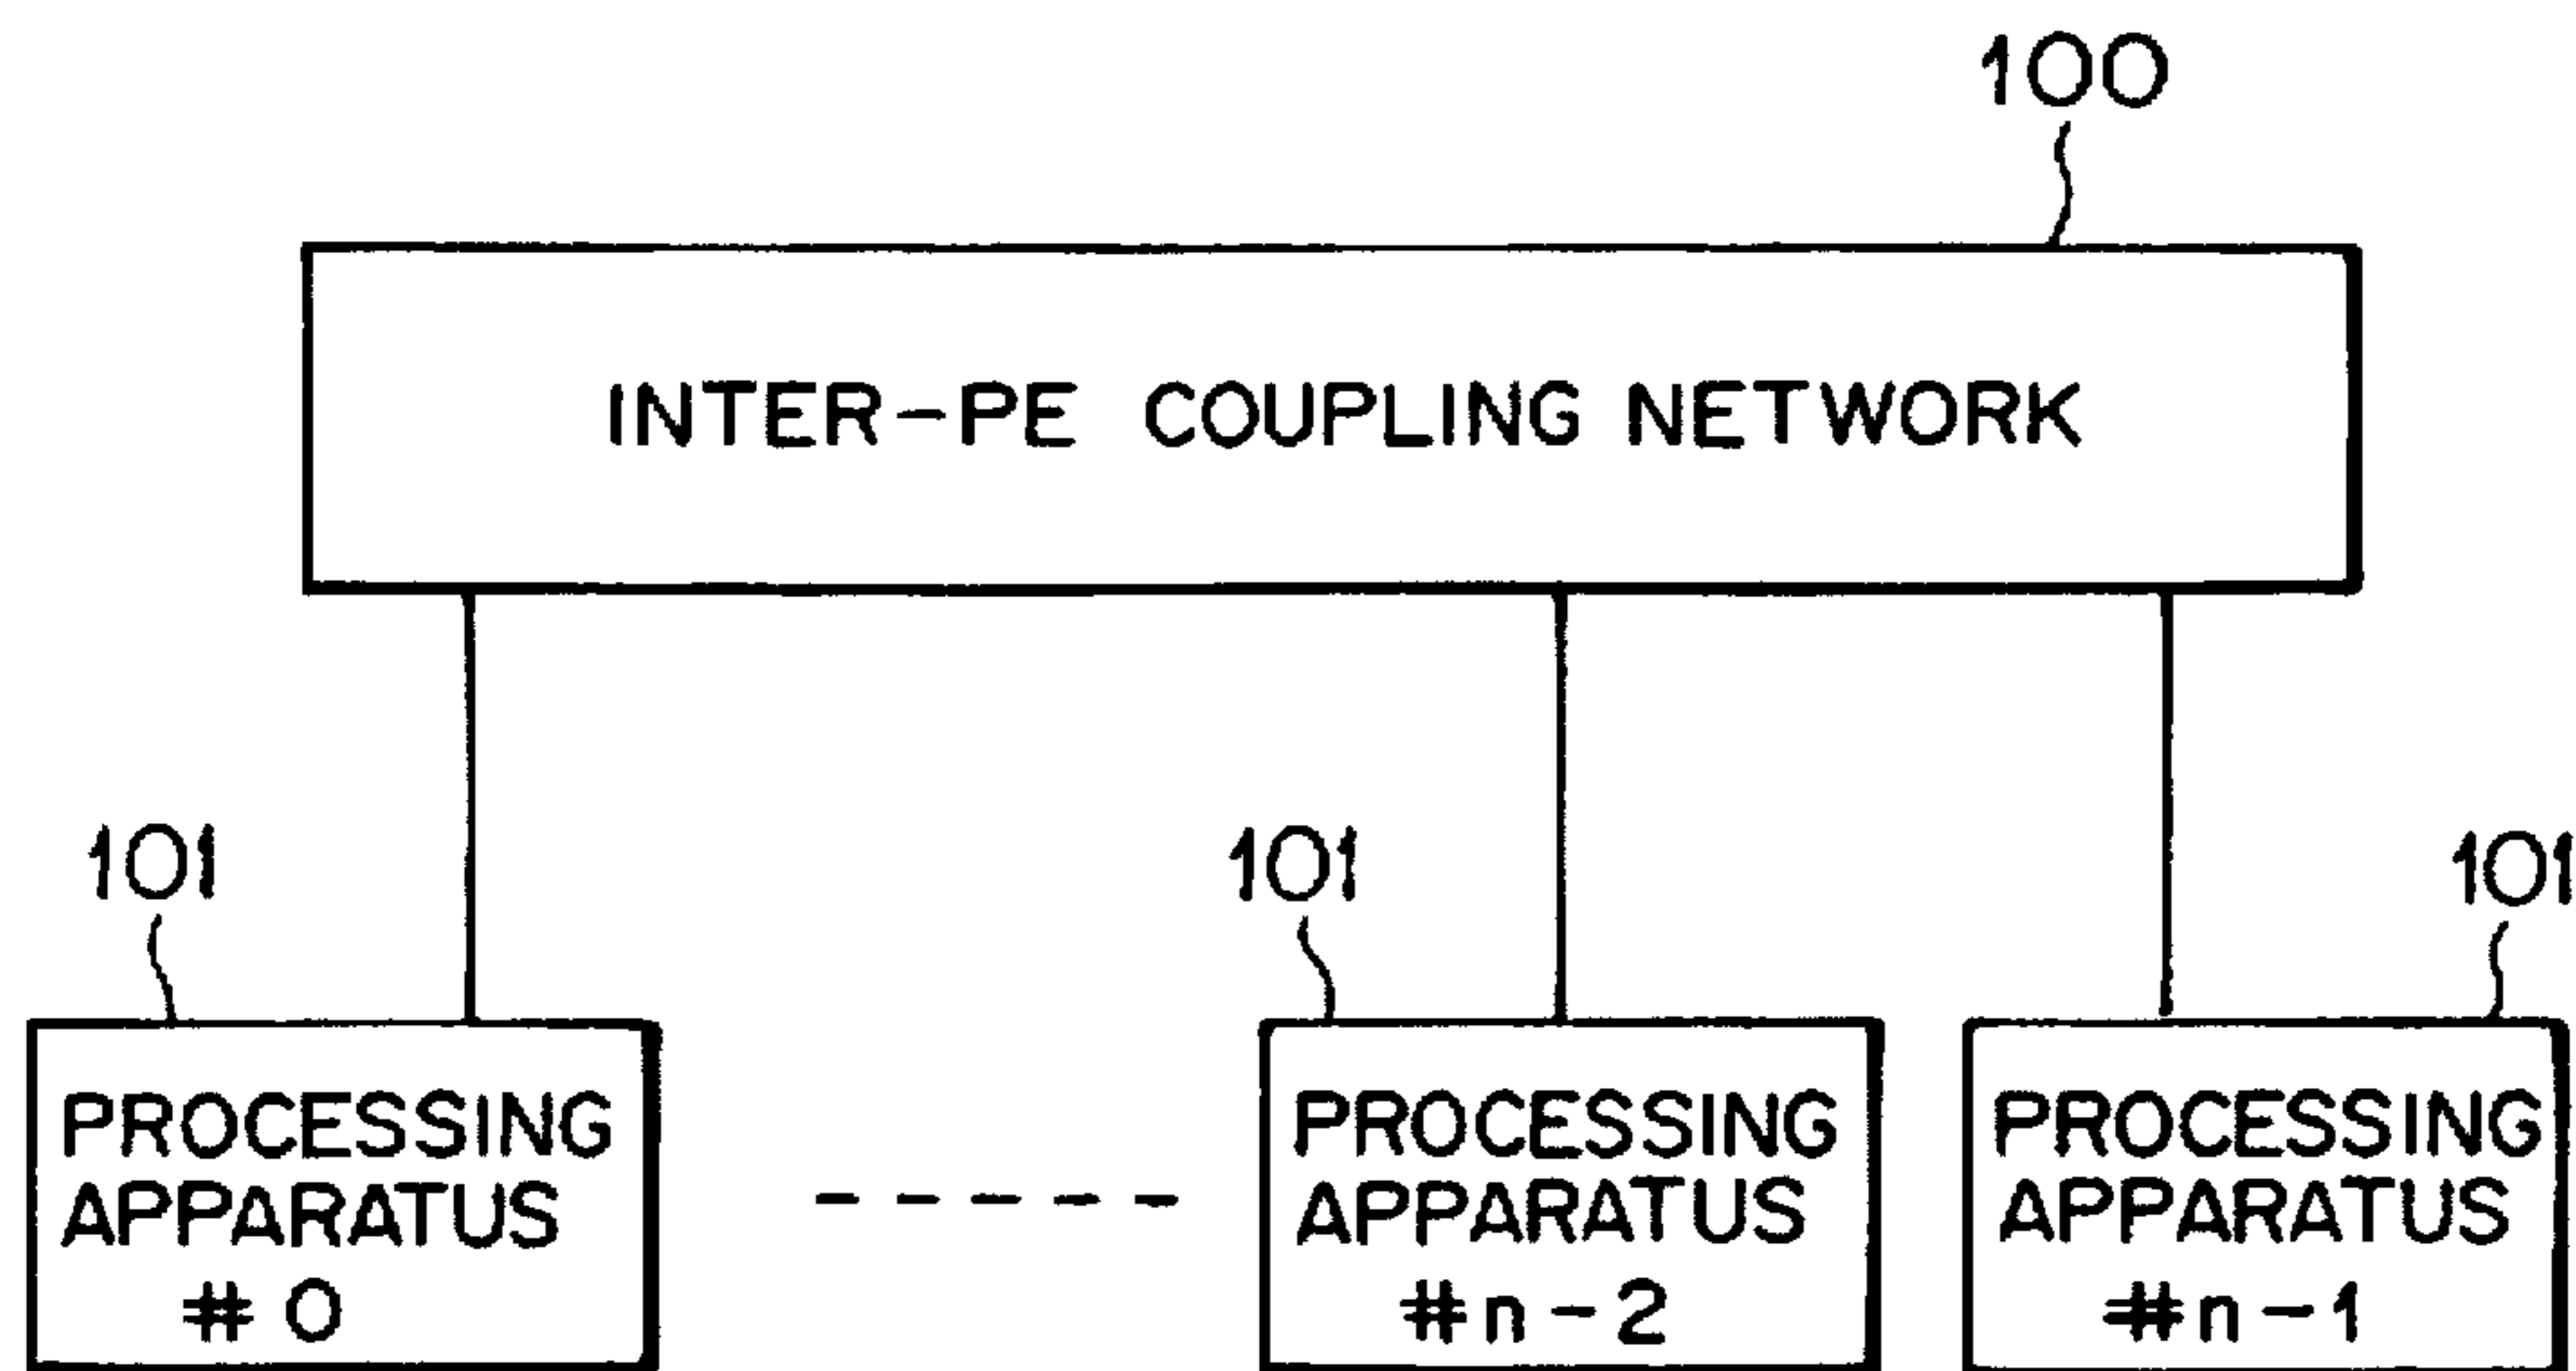 100
INTER-PE COUPLING NETWORK
101
101
101
PROCESSING
APPARATUS
#0
PROCESSING
APPARATUS
#n-2
PROCESSING
APPARATUS
#n-1